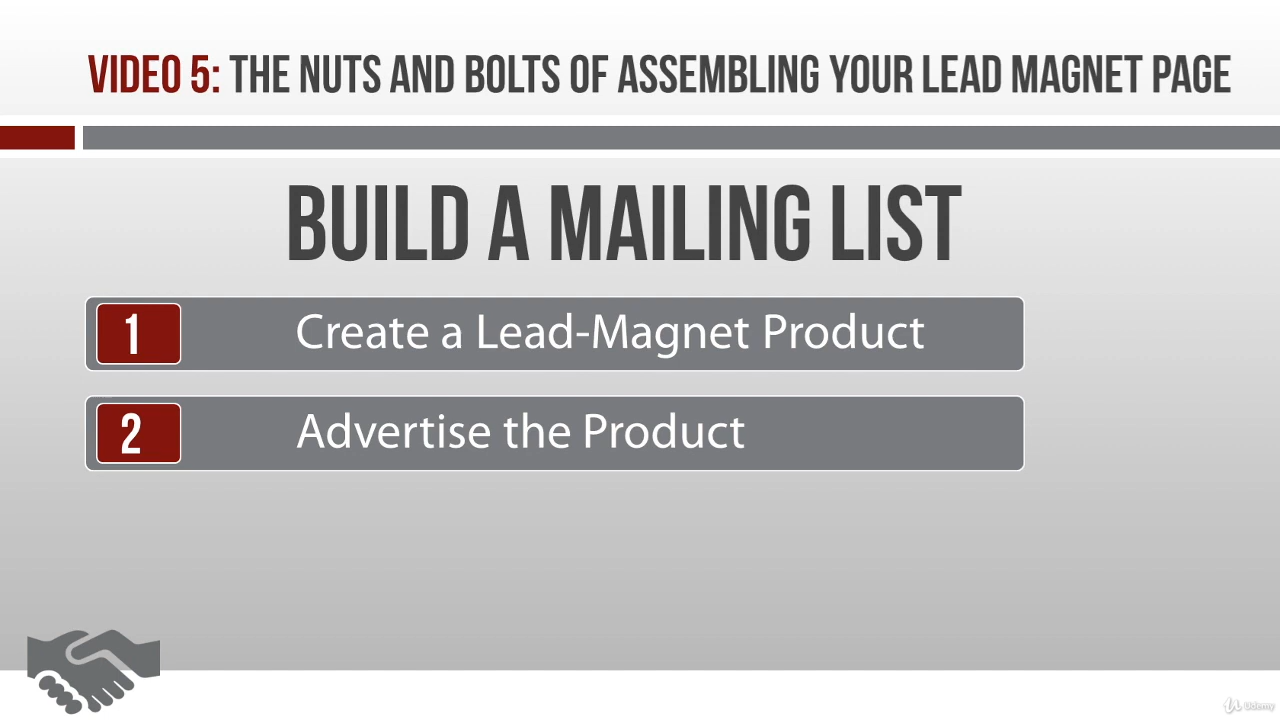 VIDEO 5: THE NUTS AND BOLTS OF ASSEMBLING YOUR LEAD MAGNET PAGE
BUILD A MAILING LIST
1 Create a Lead-Magnet Product
2 Advertise the Product
Udemy